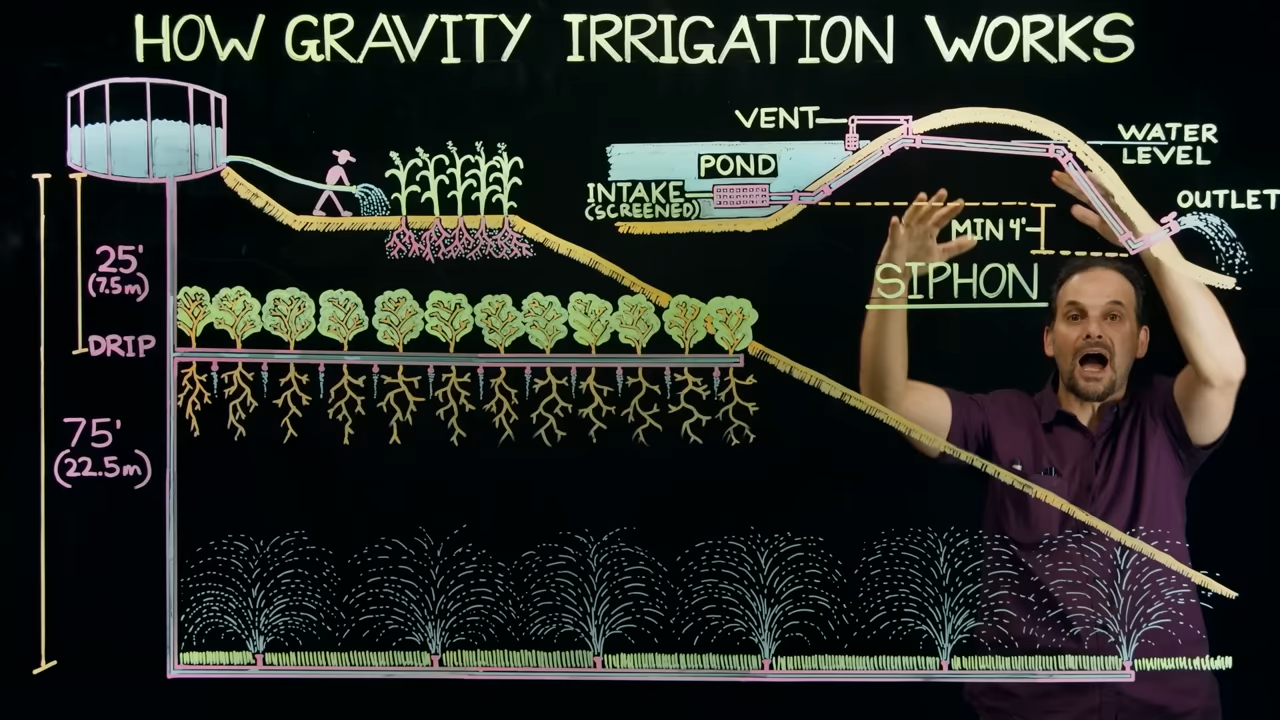 HOW GRAVITY IRRIGATION WORKS
VENT
WATER
LEVEL
POND
INTAKE
(SCREENED)
OUTLET
MIN 4'
SIPHON
25'
(7.5m)
DRIP
75'
(22.5m)